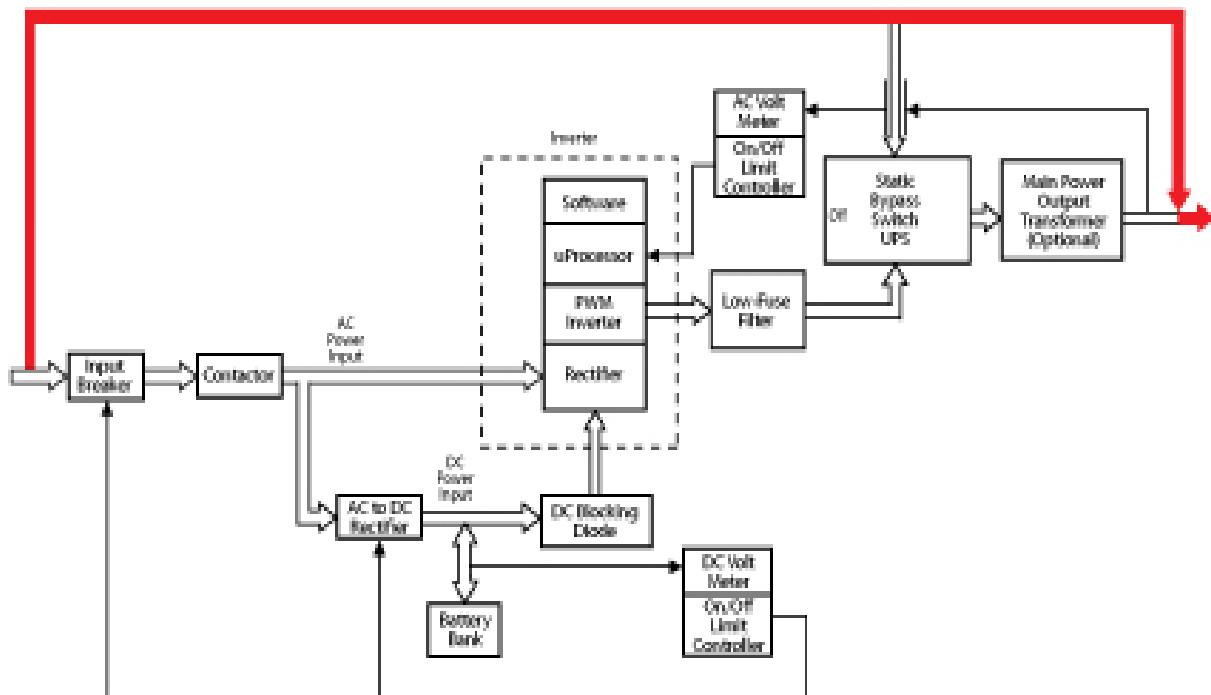 AC Volt
Meter
On/Off
Limit
Controller
Inverter
Software
uProcessor
PWM
Inverter
Rectifier
Off
Static
Bypass
Switch
UPS
Main Power
Output
Transformer
(Optional)
Low-Fuse
Filter
AC
Power
Input
Input
Breaker
Contactor
DC
Power
Input
AC to DC
Rectifier
DC Blocking
Diode
Battery
Bank
DC Volt
Meter
On/Off
Limit
Controller